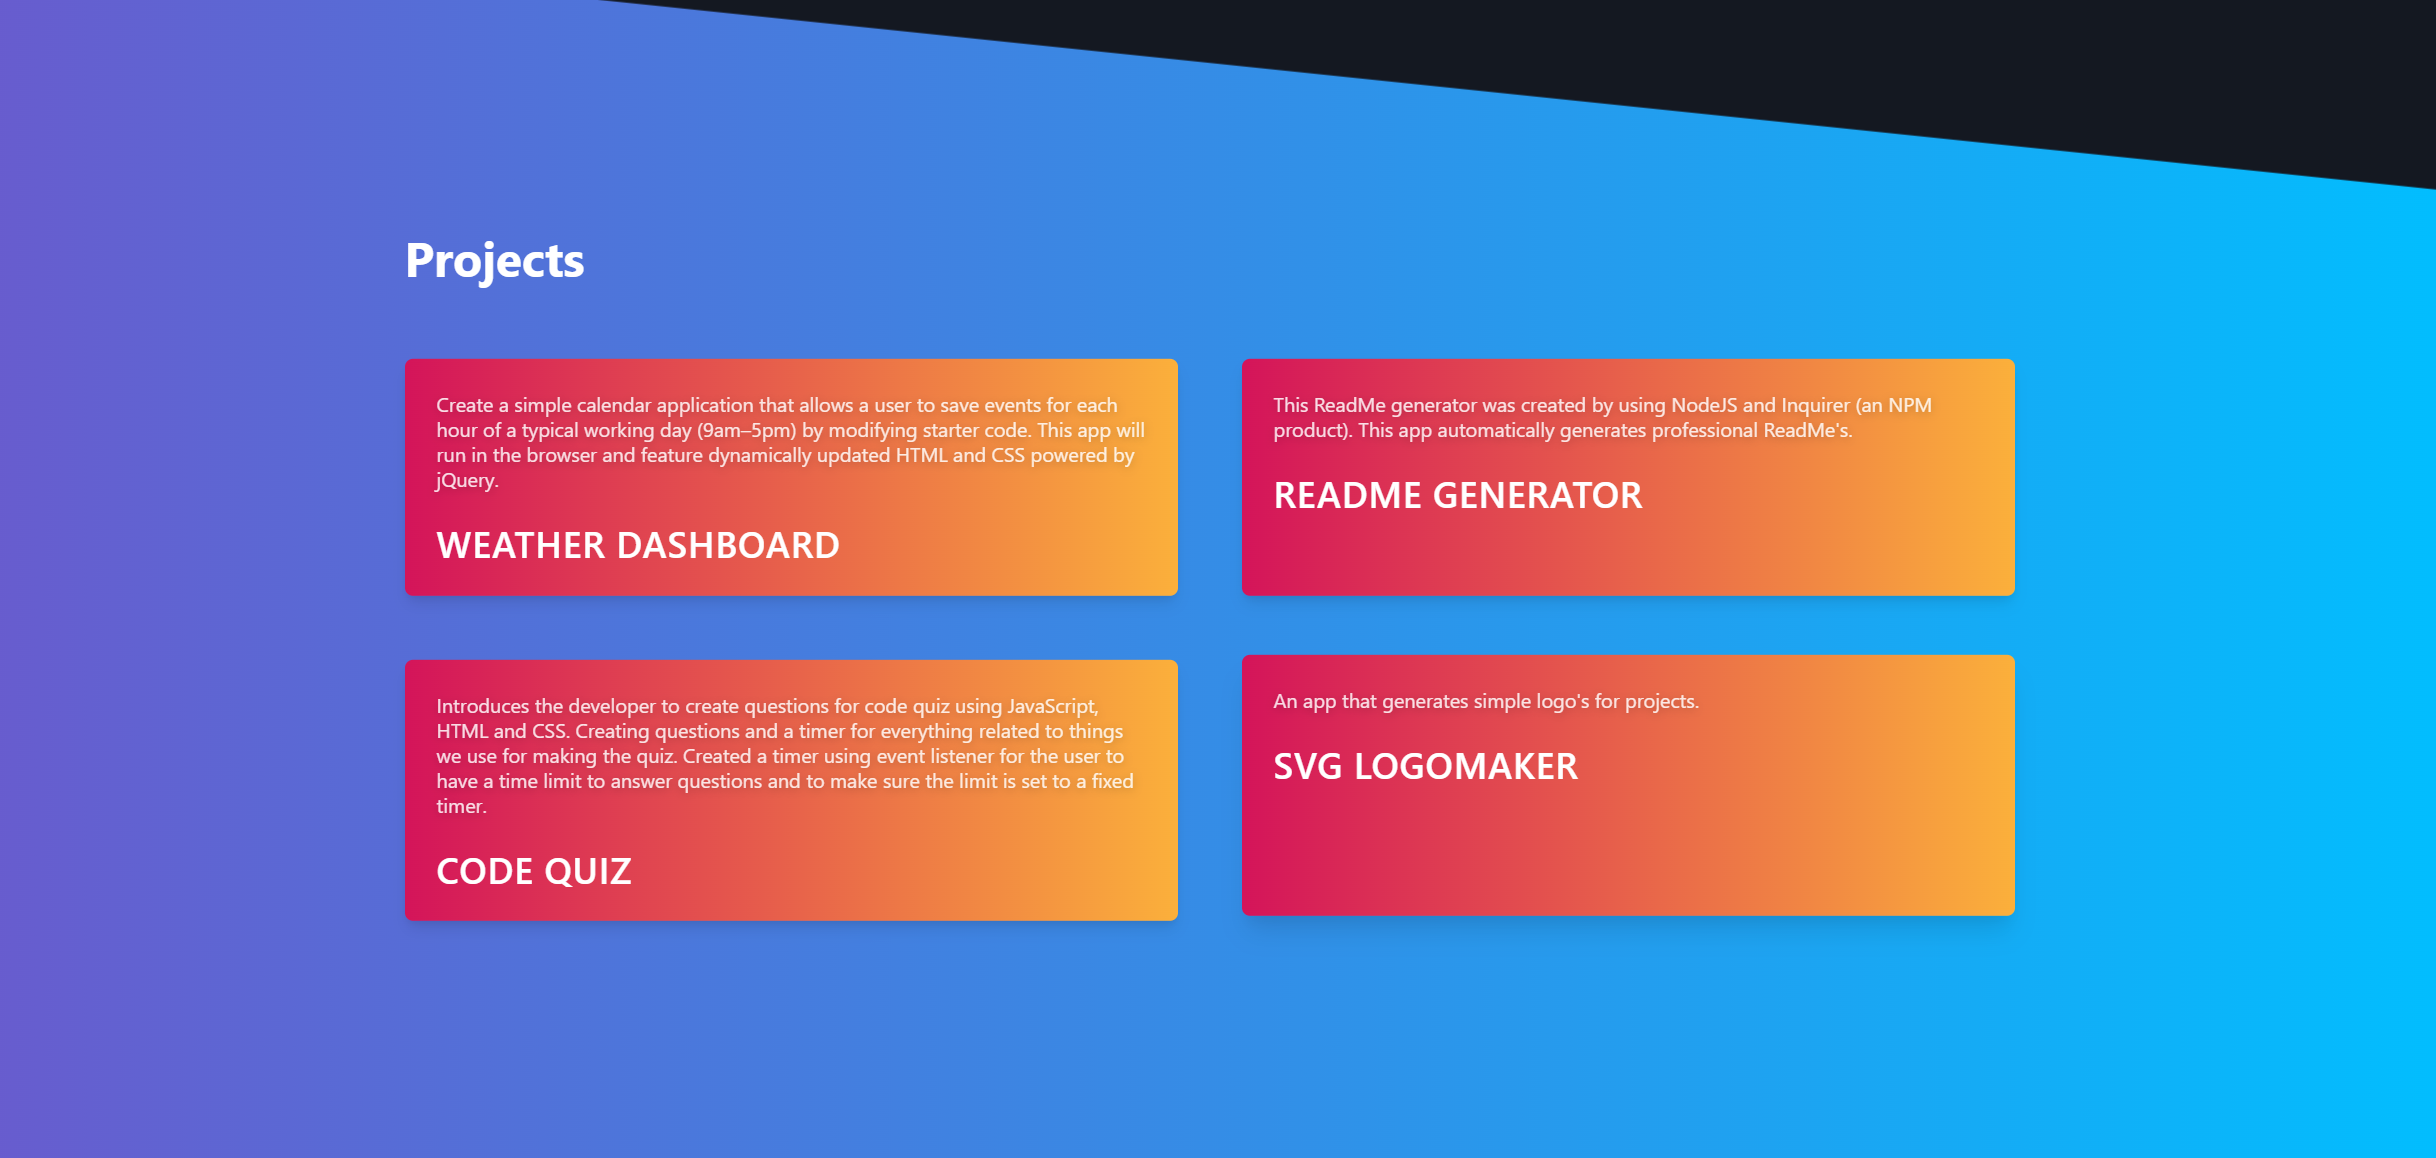 Projects
Create a simple calendar application that allows a user to save events for each
hour of a typical working day (9am–5pm) by modifying starter code. This app will
run in the browser and feature dynamically updated HTML and CSS powered by
jQuery.
WEATHER DASHBOARD
This ReadMe generator was created by using NodeJS and Inquirer (an NPM
product). This app automatically generates professional ReadMe's.
README GENERATOR
Introduces the developer to create questions for code quiz using JavaScript,
HTML and CSS. Creating questions and a timer for everything related to things
we use for making the quiz. Created a timer using event listener for the user to
have a time limit to answer questions and to make sure the limit is set to a fixed
timer.
CODE QUIZ
An app that generates simple logo's for projects.
SVG LOGOMAKER